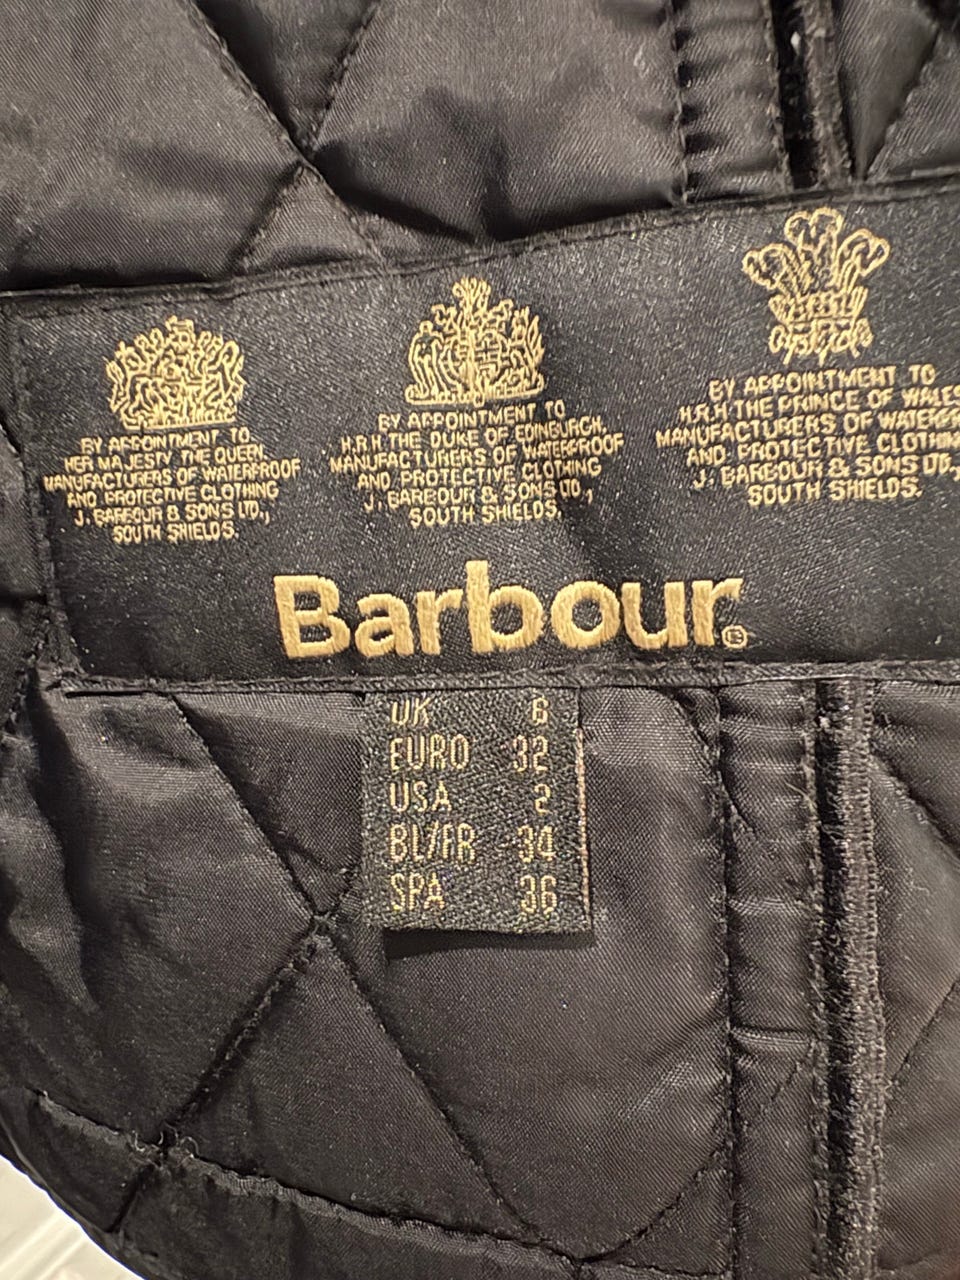 BY APPOINTMENT TO
HER MAJESTY THE QUEEN
MANUFACTURERS OF WATERPROOF
AND PROTECTIVE CLOTHING
J. BARBOUR & SONS LTD.,
SOUTH SHIELDS.
BY APPOINTMENT TO
H.R.H THE DUKE OF EDINBURGH
MANUFACTURERS OF WATERPROOF
AND PROTECTIVE CLOTHING
J. BARBOUR & SONS LTD.,
SOUTH SHIELDS.
BY APPOINTMENT TO
H.R.H THE PRINCE OF WALES
MANUFACTURERS OF
AND PROTECTIVE
J. BARBOUR & SONS LTD.,
SOUTH SHIELDS.
Barbour®
UK 6
EURO 32
USA 2
BL/FR 34
SPA 36